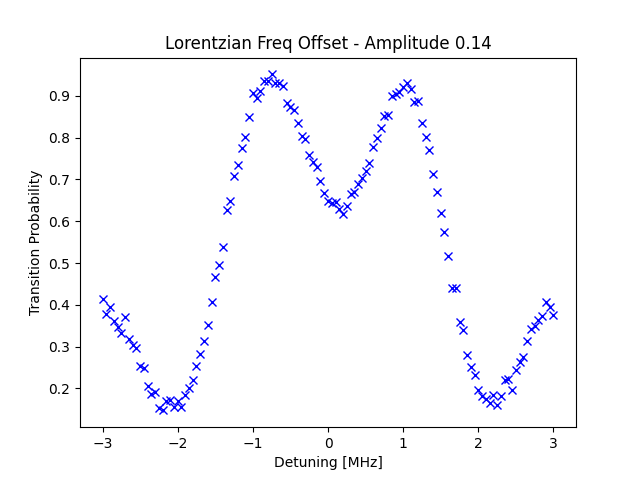 Lorentzian Freq Offset - Amplitude 0.14
Transition Probability
0.9
0.8
0.7
0.6
0.5
0.4
0.3
0.2
−3 −2 −1 0 1 2 3
Detuning [MHz]